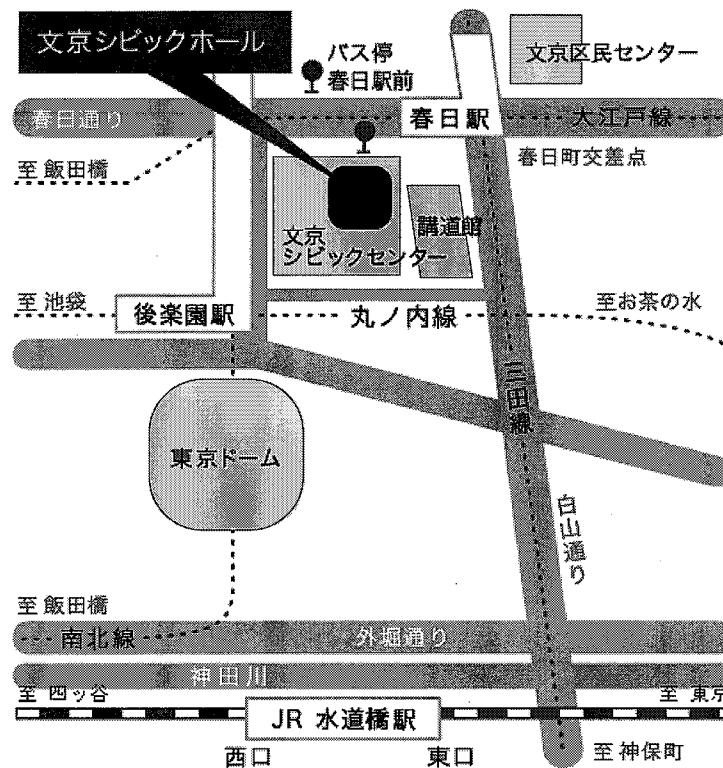 文京シビックホール
バス停
春日駅前
文京区民センター
春日通り
春日駅
大江戸線
至 飯田橋
春日町交差点
文京
シビックセンター
講道館
至 池袋
後楽園駅
丸ノ内線
至お茶の水
三田線
東京ドーム
白山通り
至 飯田橋
南北線
外堀通り
神田川
至 四ッ谷
至 東京
JR 水道橋駅
西口
東口
至 神保町